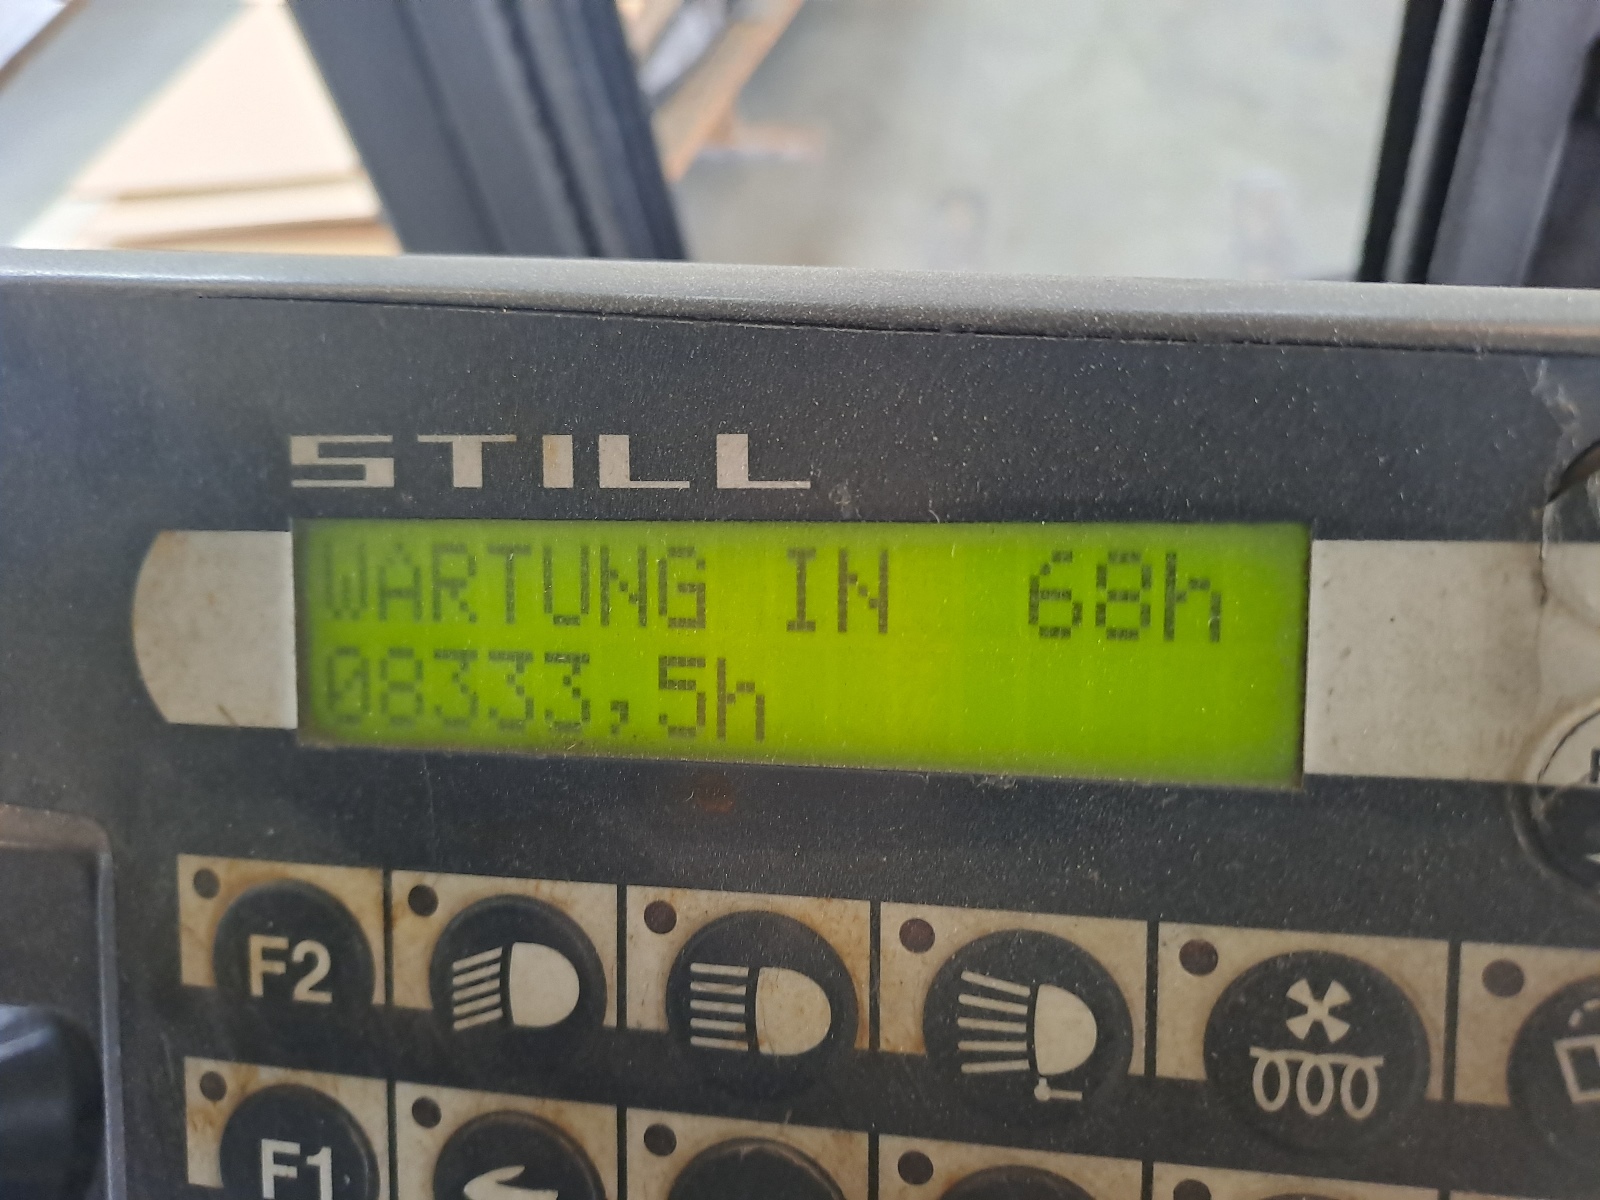 STILL
WARTUNG IN 68h
08333,5h
F2
F1